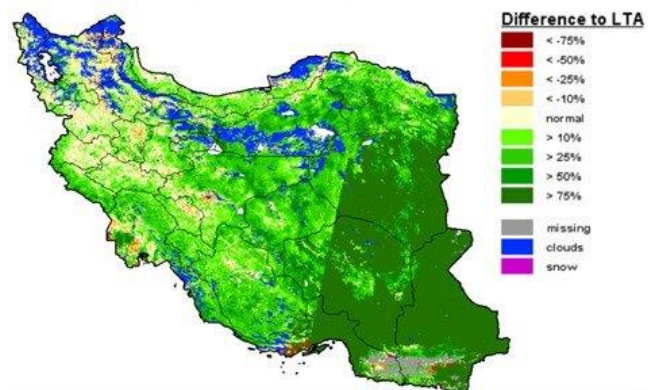 Difference to LTA
< -75%
< -50%
< -25%
< -10%
normal
> 10%
> 25%
> 50%
> 75%
missing
clouds
snow